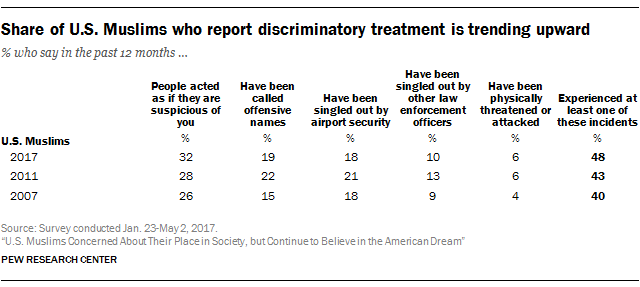 Share of U.S. Muslims who report discriminatory treatment is trending upward
% who say in the past 12 months ...
People acted as if they are suspicious of you
Have been called offensive names
Have been singled out by airport security
Have been singled out by other law enforcement officers
Have been physically threatened or attacked
Experienced at least one of these incidents
U.S. Muslims % % % % % %
2017 32 19 18 10 6 48
2011 28 22 21 13 6 43
2007 26 15 18 9 4 40
Source: Survey conducted Jan. 23-May 2, 2017.
“U.S. Muslims Concerned About Their Place in Society, but Continue to Believe in the American Dream”
PEW RESEARCH CENTER